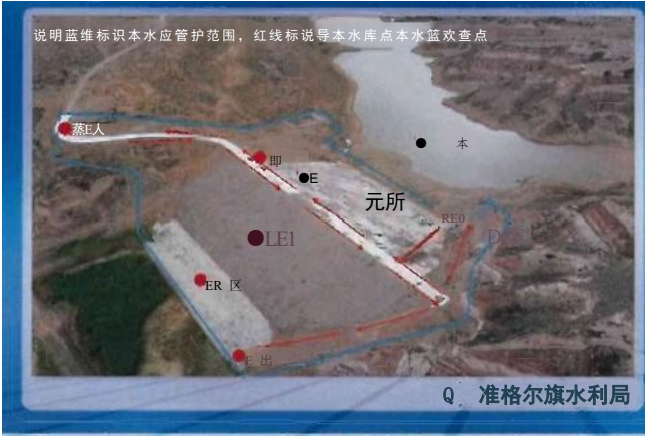 说明蓝维标识本水应管护范围，红线标说导本水库点本水篮欢查点
蒸E人
即
本
E
元所
RE0
LE1
D
ER 区
E 出
Q 准格尔旗水利局